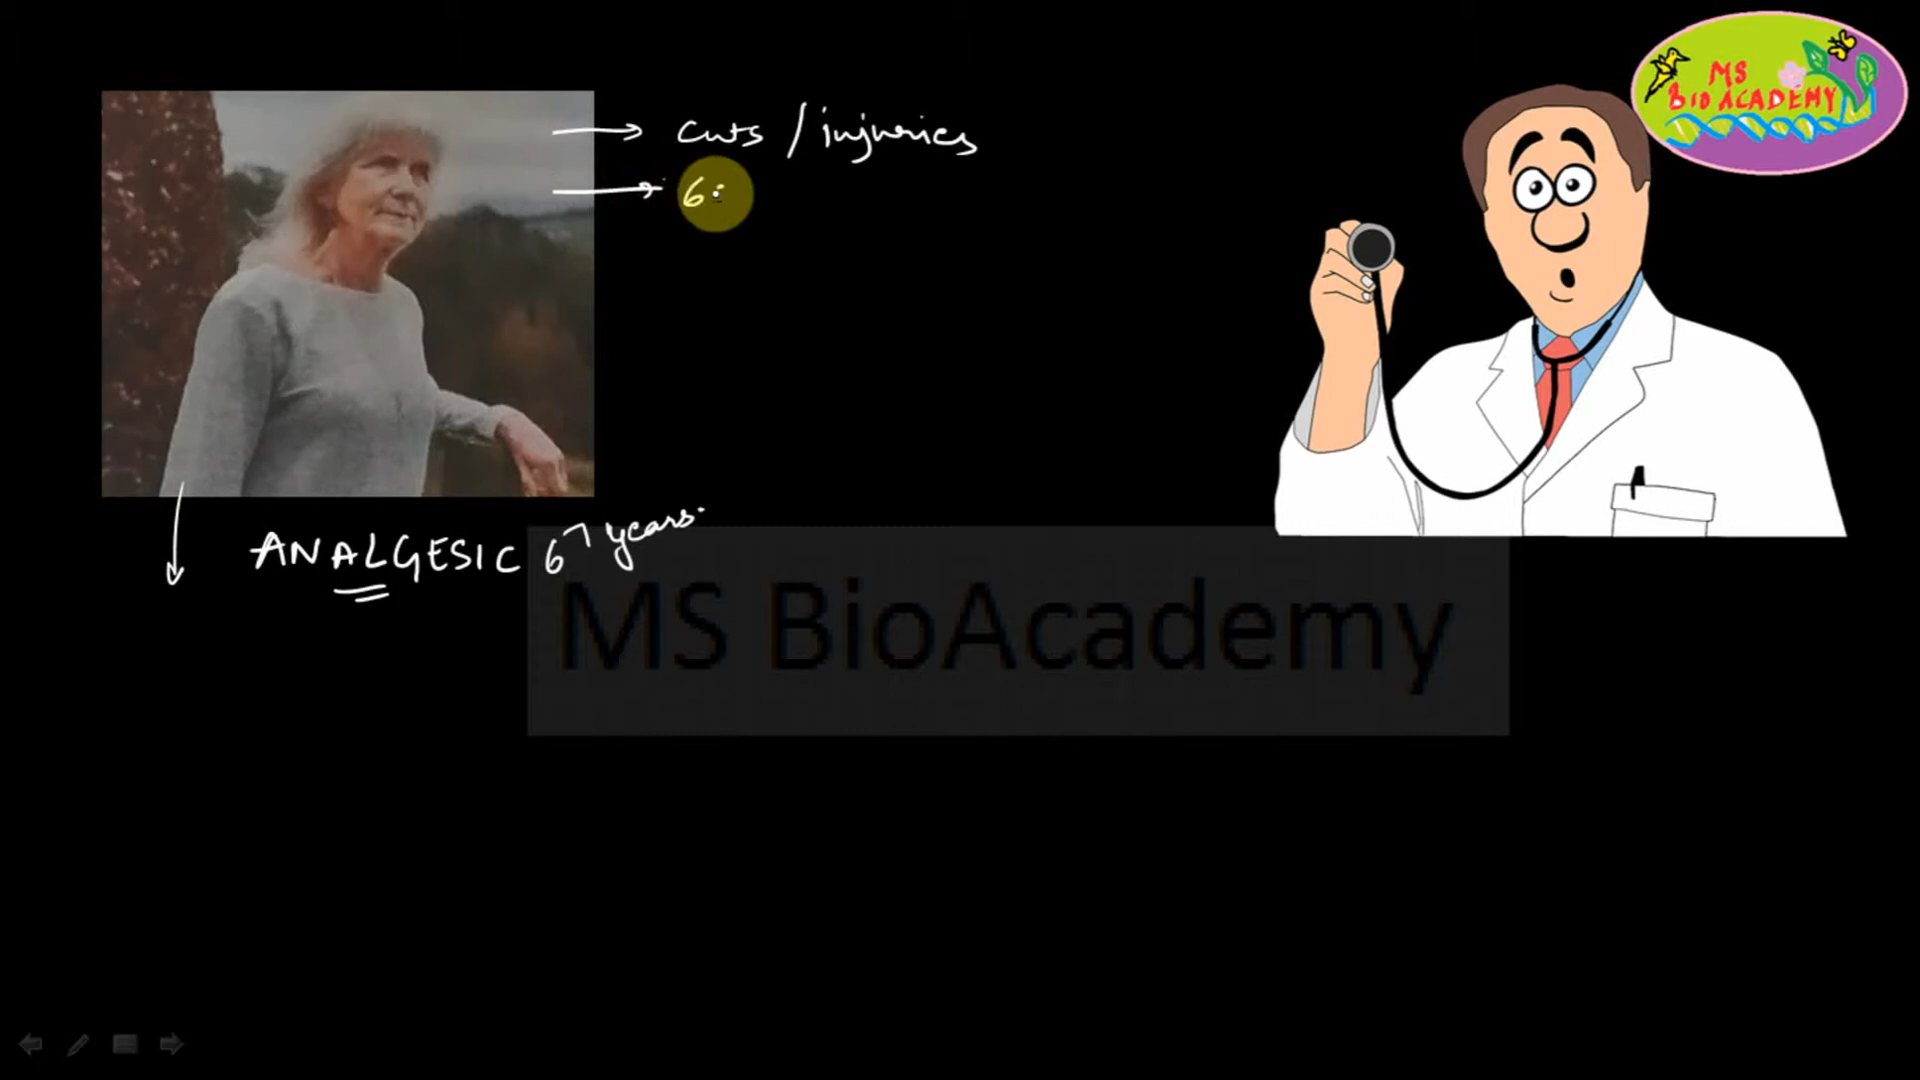 MS
BIO ACADEMY
cuts / injuries
6
ANALGESIC 67 years.
MS BioAcademy